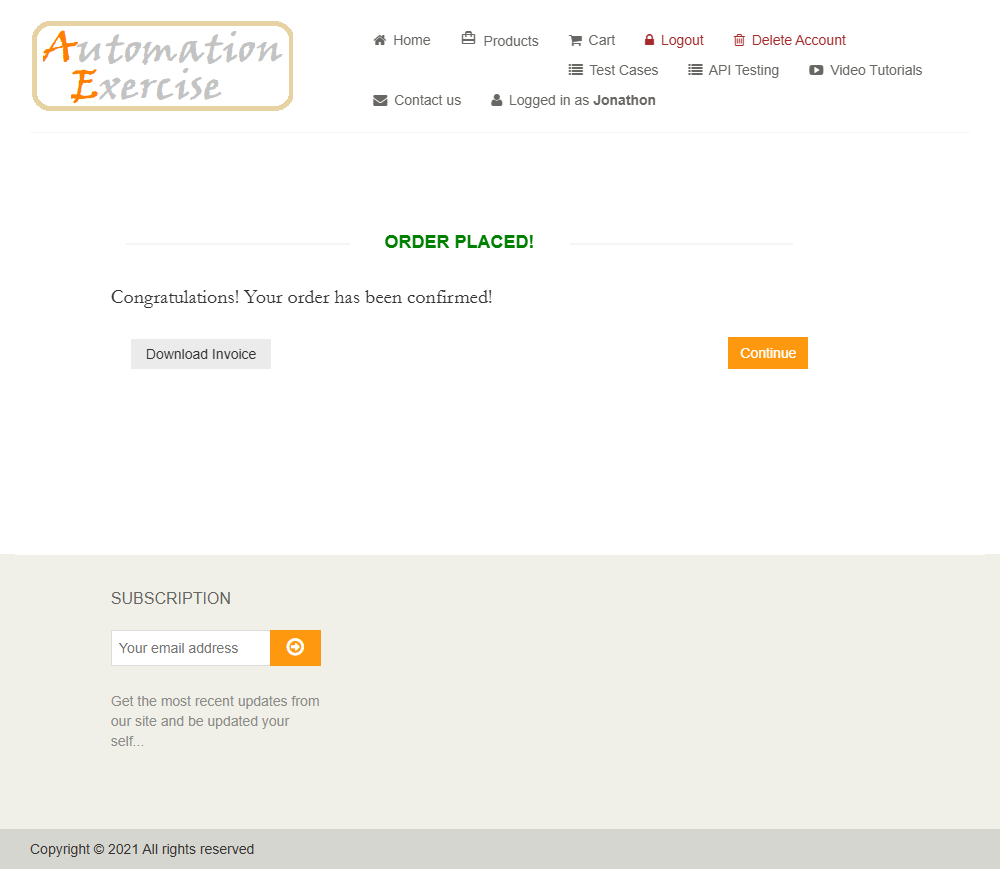 Automation
Exercise
Home Products Cart Logout Delete Account
Test Cases API Testing Video Tutorials
Contact us Logged in as Jonathon
ORDER PLACED!
Congratulations! Your order has been confirmed!
Download Invoice Continue
SUBSCRIPTION
Your email address
Get the most recent updates from
our site and be updated your
self...
Copyright © 2021 All rights reserved